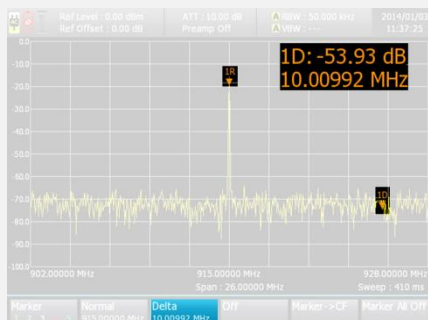 Ref Level : 0.00 dBm ATT : 10.00 dB A RBW : 50.000 kHz 2014/01/03
Ref Offset : 0.00 dB Preamp Off A VBW : --- 11:37:25
0.0
1D: -53.93 dB
10.00992 MHz
1R
-10.0
-20.0
-30.0
-40.0
-50.0
-60.0
1D
-70.0
-80.0
-90.0
-100.0
902.00000 MHz 915.00000 MHz 928.00000 MHz
Span : 26.00000 MHz Sweep : 410 ms
Marker Normal Delta Off Marker->CF Marker All Off
1 2 3 4 5 915.00000 MHz 10.00992 MHz